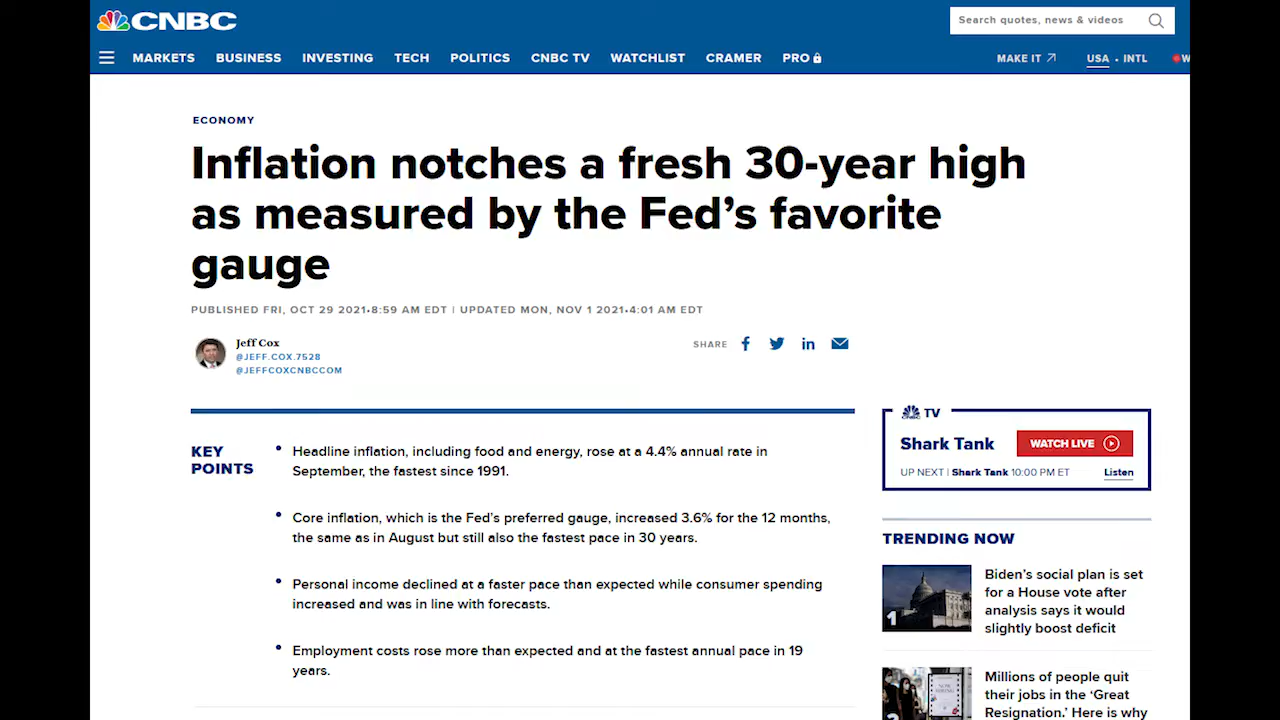 CNBC
Search quotes, news & videos
MARKETS BUSINESS INVESTING TECH POLITICS CNBC TV WATCHLIST CRAMER PRO
MAKE IT USA • INTL W
ECONOMY
Inflation notches a fresh 30-year high
as measured by the Fed’s favorite
gauge
PUBLISHED FRI, OCT 29 2021•8:59 AM EDT | UPDATED MON, NOV 1 2021•4:01 AM EDT
Jeff Cox
@JEFF.COX.7528
@JEFFCOXCNBCCOM
SHARE
KEY
POINTS
Headline inflation, including food and energy, rose at a 4.4% annual rate in
September, the fastest since 1991.
Core inflation, which is the Fed’s preferred gauge, increased 3.6% for the 12 months,
the same as in August but still also the fastest pace in 30 years.
Personal income declined at a faster pace than expected while consumer spending
increased and was in line with forecasts.
Employment costs rose more than expected and at the fastest annual pace in 19
years.
CNBC TV
Shark Tank
WATCH LIVE
UP NEXT | Shark Tank 10:00 PM ET
Listen
TRENDING NOW
1
Biden’s social plan is set
for a House vote after
analysis says it would
slightly boost deficit
Millions of people quit
their jobs in the ‘Great
Resignation.’ Here is why